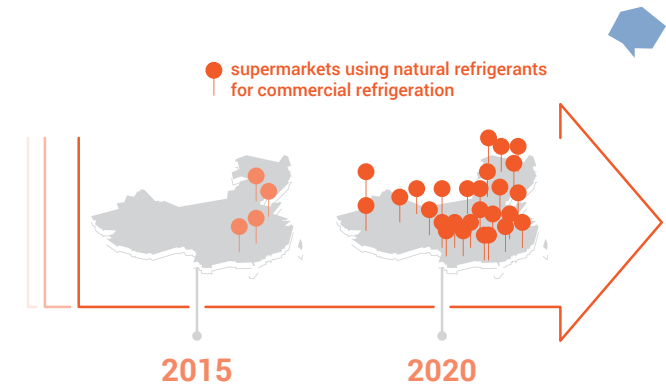 supermarkets using natural refrigerants
for commercial refrigeration
2015
2020